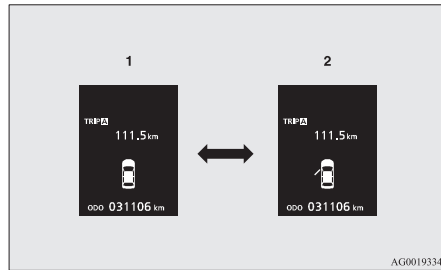 1 2
TRIP A TRIP A
111.5 km 111.5 km
ODO 031106 km ODO 031106 km
AG0019334